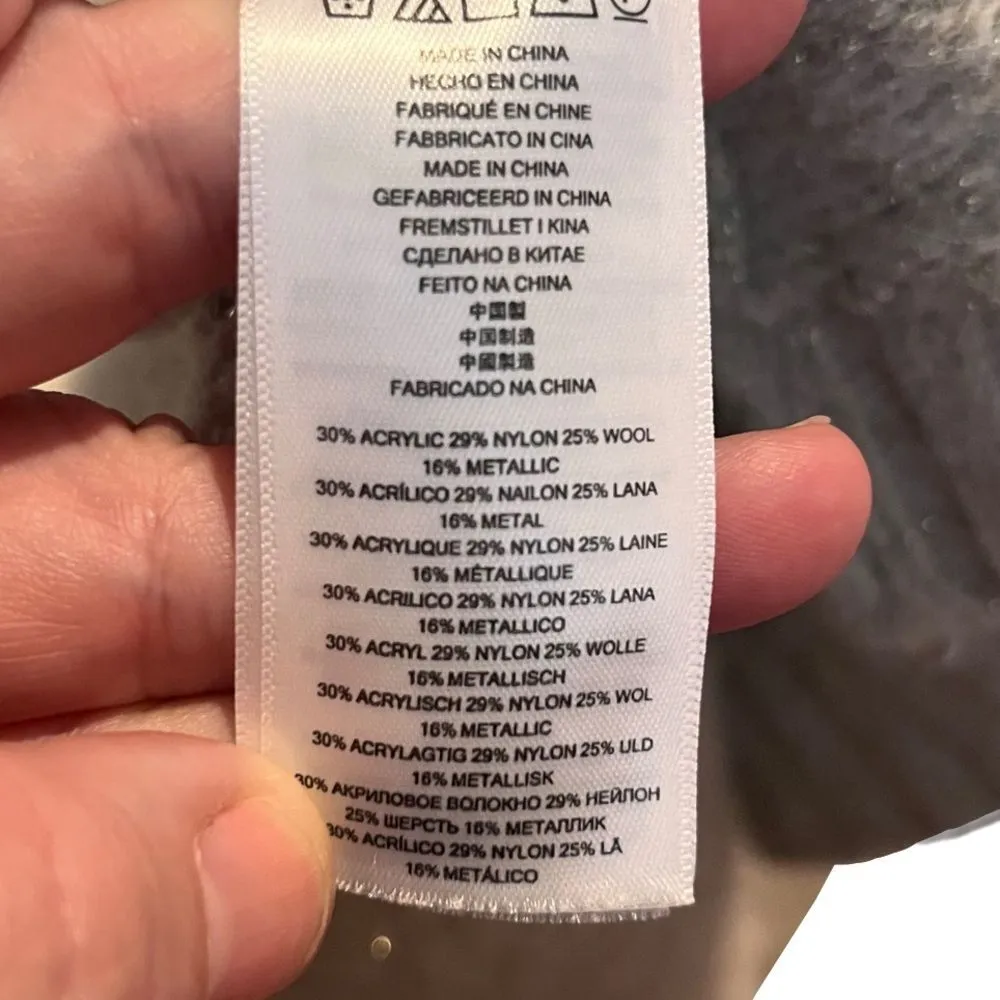 MADE IN CHINA
HECHO EN CHINA
FABRIQUÉ EN CHINE
FABBRICATO IN CINA
MADE IN CHINA
GEFABRICEERD IN CHINA
FREMSTILLET I KINA
СДЕЛАНО В КИТАЕ
FEITO NA CHINA
中国製
中国制造
中國製造
FABRICADO NA CHINA
30% ACRYLIC 29% NYLON 25% WOOL
16% METALLIC
30% ACRÍLICO 29% NAILON 25% LANA
16% METAL
30% ACRYLIQUE 29% NYLON 25% LAINE
16% MÉTALLIQUE
30% ACRILICO 29% NYLON 25% LANA
16% METALLICO
30% ACRYL 29% NYLON 25% WOLLE
16% METALLISCH
30% ACRYLISCH 29% NYLON 25% WOL
16% METALLIC
30% ACRYLAGTIG 29% NYLON 25% ULD
16% METALLISK
30% АКРИЛОВОЕ ВОЛОКНО 29% НЕЙЛОН
25% ШЕРСТЬ 16% МЕТАЛЛИК
30% ACRÍLICO 29% NYLON 25% LÃ
16% METÁLICO